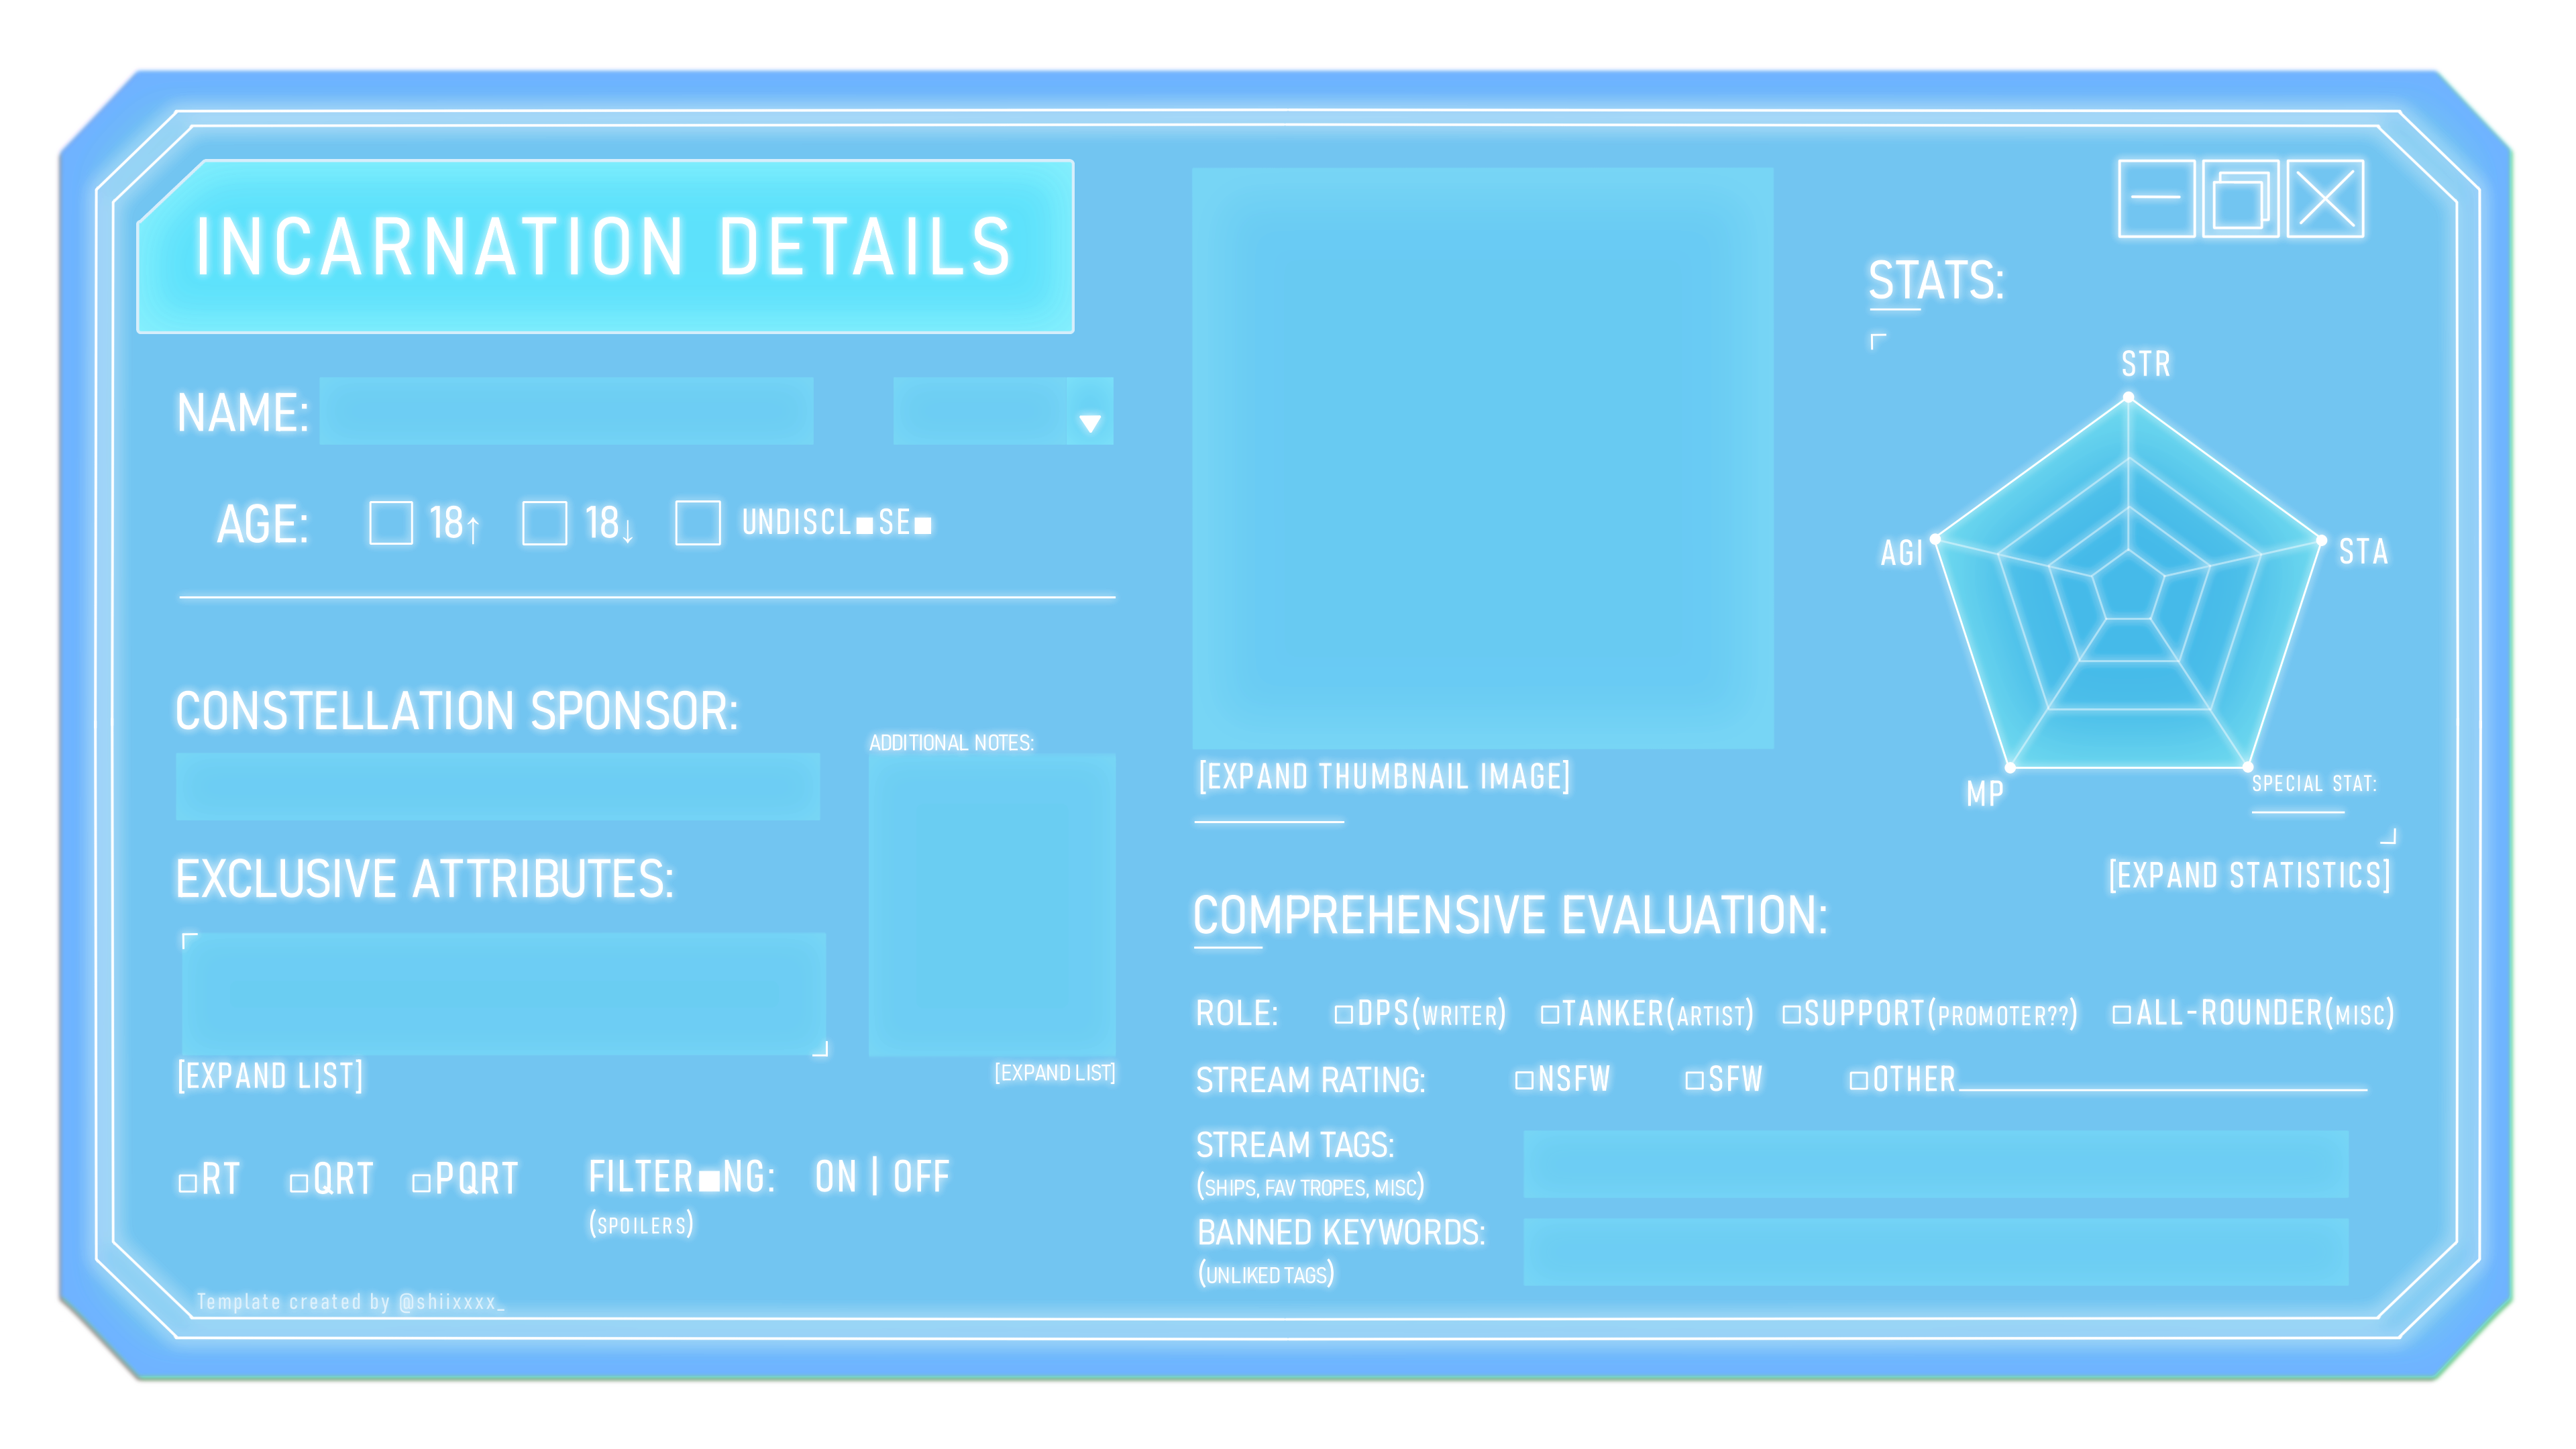 INCARNATION DETAILS
NAME:
AGE: □ 18↑ □ 18↓ □ UNDISCL■SE■
CONSTELLATION SPONSOR:
ADDITIONAL NOTES:
EXCLUSIVE ATTRIBUTES:
[EXPAND LIST]
[EXPAND LIST]
□RT □QRT □PQRT FILTER■NG: ON | OFF
(SPOILERS)
Template created by @shiixxxx_
[EXPAND THUMBNAIL IMAGE]
STATS:
STR
AGI
STA
MP
SPECIAL STAT:
[EXPAND STATISTICS]
COMPREHENSIVE EVALUATION:
ROLE: □DPS(WRITER) □TANKER(ARTIST) □SUPPORT(PROMOTER??) □ALL-ROUNDER(MISC)
STREAM RATING: □NSFW □SFW □OTHER
STREAM TAGS:
(SHIPS, FAV TROPES, MISC)
BANNED KEYWORDS:
(UNLIKED TAGS)